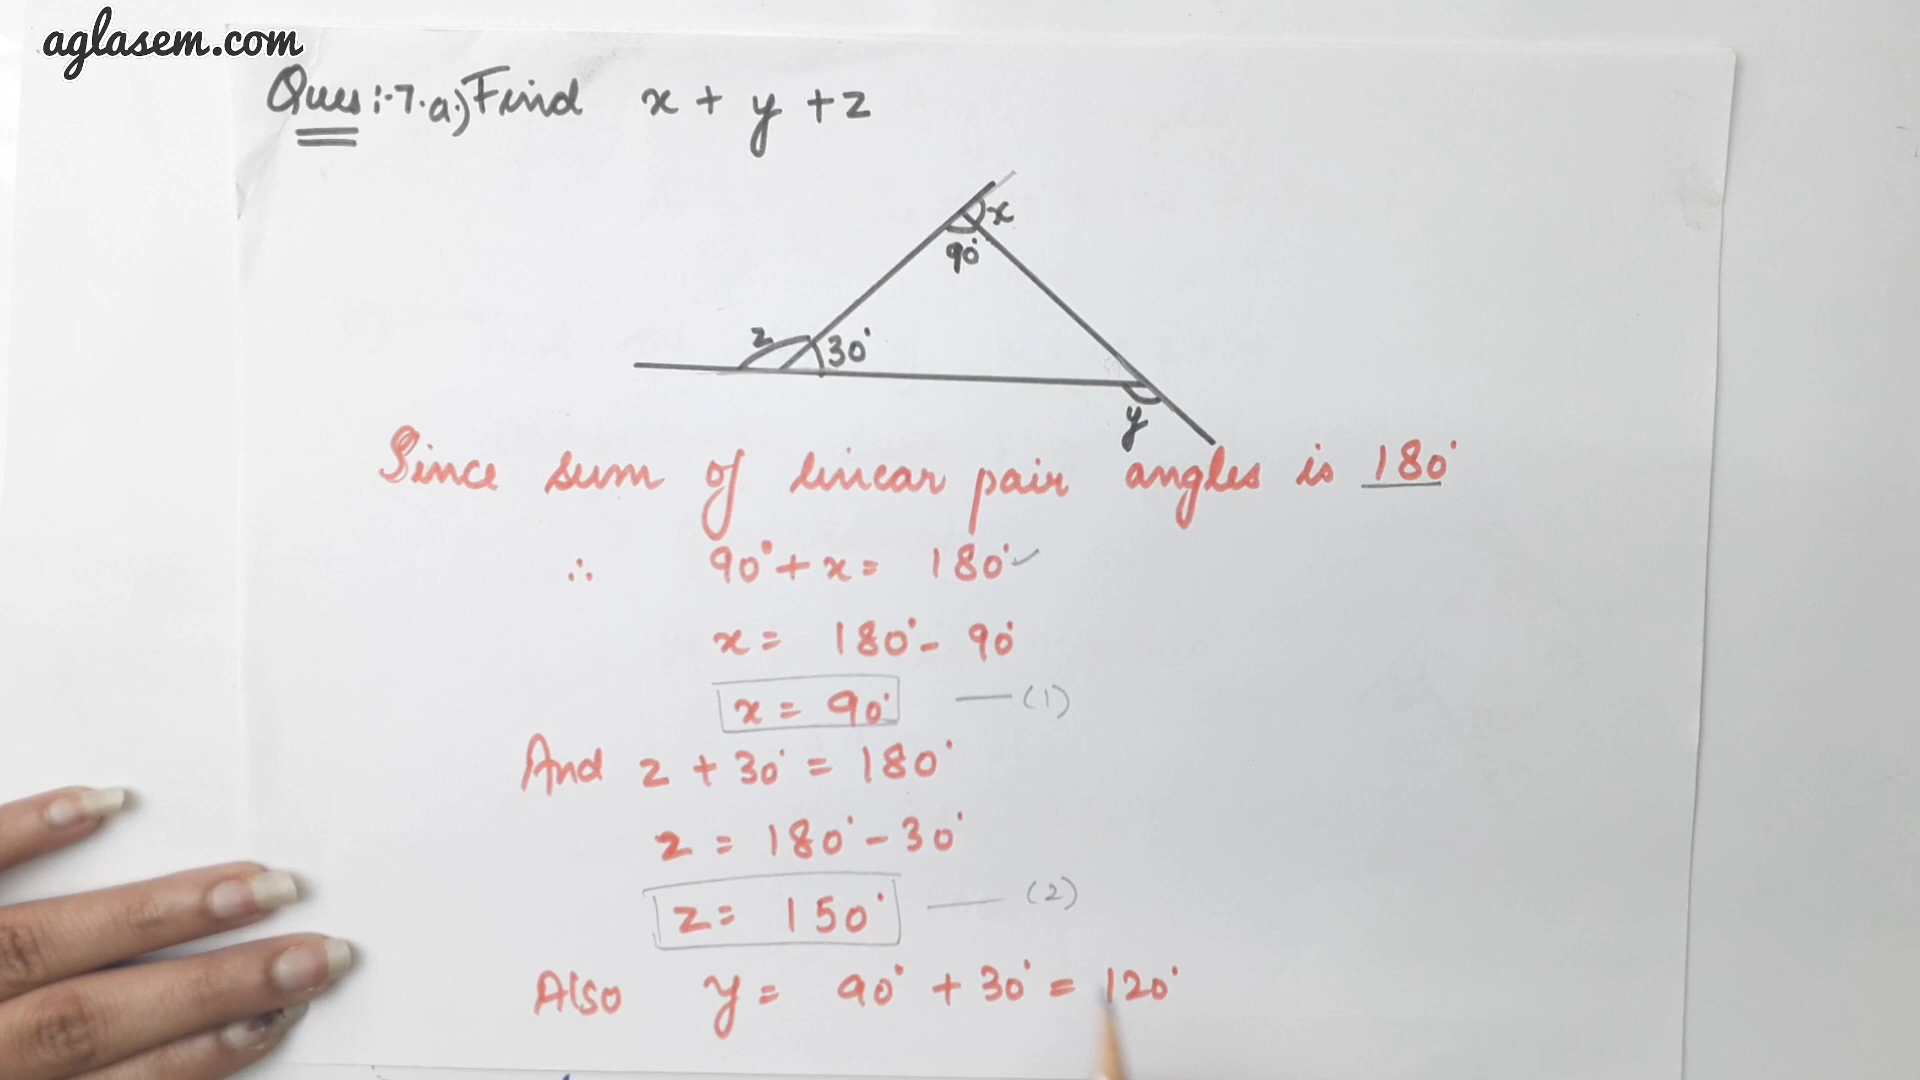 aglasem.com
Ques:-7.a.) Find x + y + z
x
90°
z
30°
y
Since sum of linear pair angles is 180°
∴ 90° + x = 180°
x = 180° - 90°
x = 90° — (1)
And z + 30° = 180°
z = 180° - 30°
z = 150° — (2)
Also y = 90° + 30° = 120°